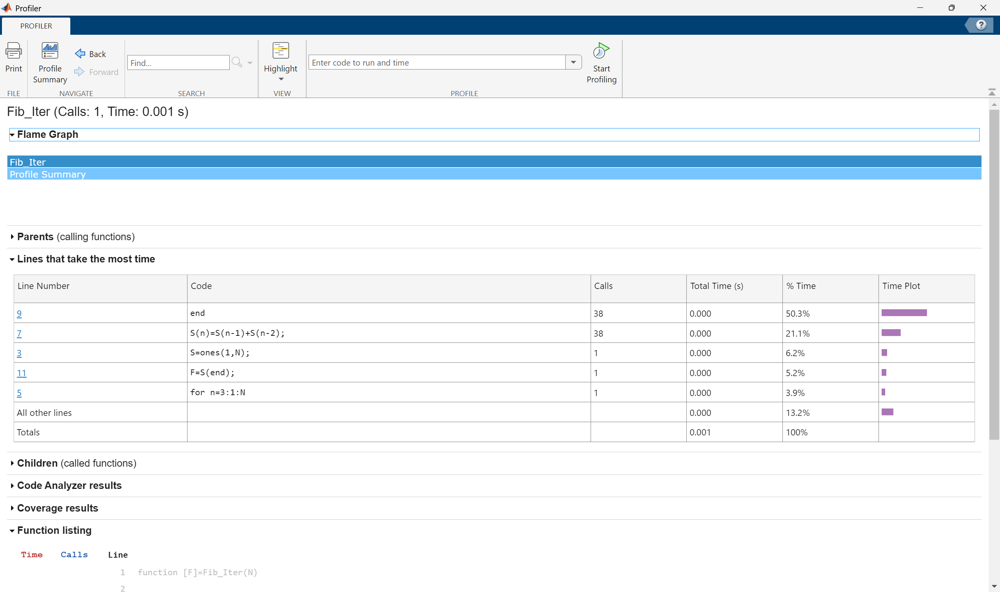 Profiler
PROFILER
Print
Profile Summary
Back
Forward
Find...
Highlight
Enter code to run and time
Start Profiling
FILE
NAVIGATE
SEARCH
VIEW
PROFILE
Fib_Iter (Calls: 1, Time: 0.001 s)
Flame Graph
Fib_Iter
Profile Summary
Parents (calling functions)
Lines that take the most time
Line Number Code Calls Total Time (s) % Time Time Plot
9 end 38 0.000 50.3%
7 S(n)=S(n-1)+S(n-2); 38 0.000 21.1%
3 S=ones(1,N); 1 0.000 6.2%
11 F=S(end); 1 0.000 5.2%
5 for n=3:1:N 1 0.000 3.9%
All other lines 0.000 13.2%
Totals 0.001 100%
Children (called functions)
Code Analyzer results
Coverage results
Function listing
Time Calls Line
1 function [F]=Fib_Iter(N)
2